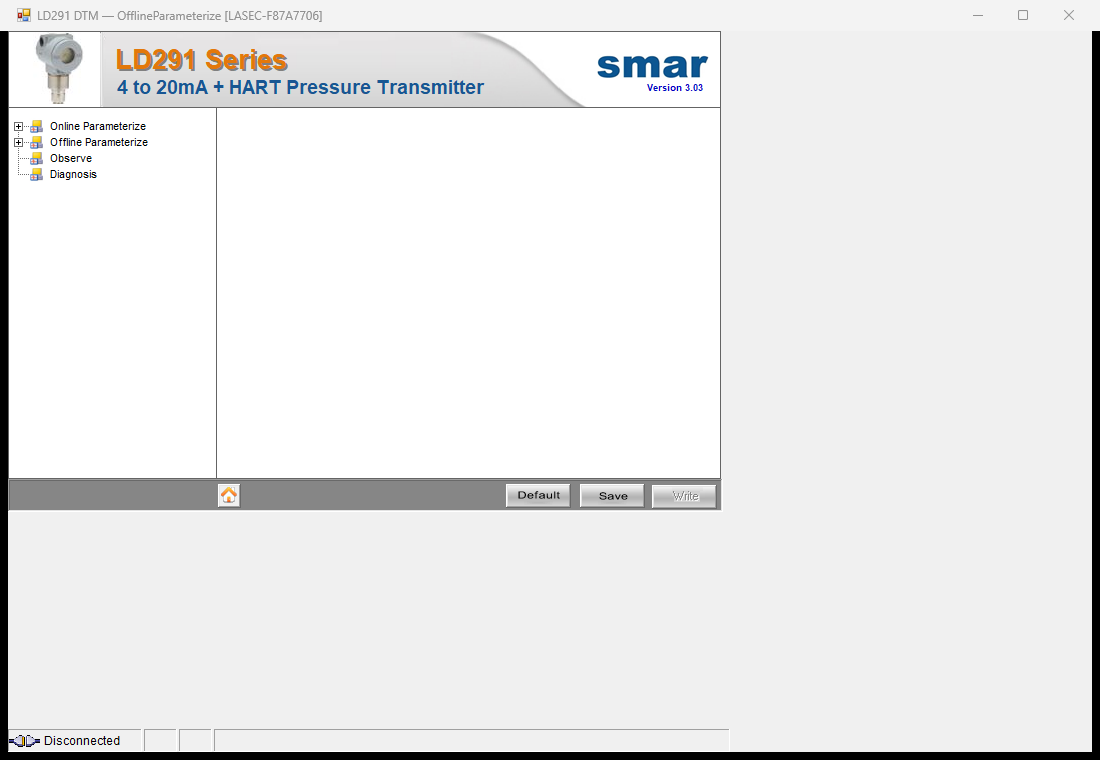 LD291 DTM — OfflineParameterize [LASEC-F87A7706]
LD291 Series
4 to 20mA + HART Pressure Transmitter
smar
Version 3.03
Online Parameterize
Offline Parameterize
Observe
Diagnosis
Default
Save
Write
Disconnected